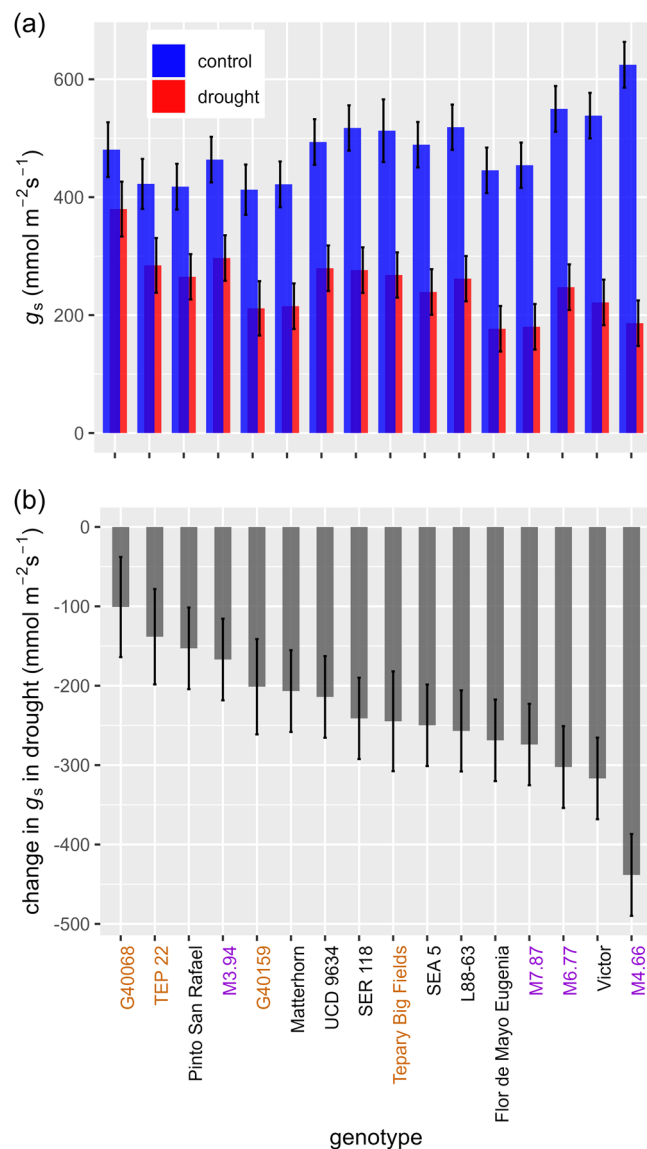 (a)
control
drought
600
400
200
0
gₛ (mmol m⁻²s⁻¹)
(b)
0
-100
-200
-300
-400
-500
change in gₛ in drought (mmol m⁻²s⁻¹)
G40068
TEP 22
Pinto San Rafael
M3.94
G40159
Matterhorn
UCD 9634
SER 118
Tepary Big Fields
SEA 5
L88-63
Flor de Mayo Eugenia
M7.87
M6.77
Victor
M4.66
genotype